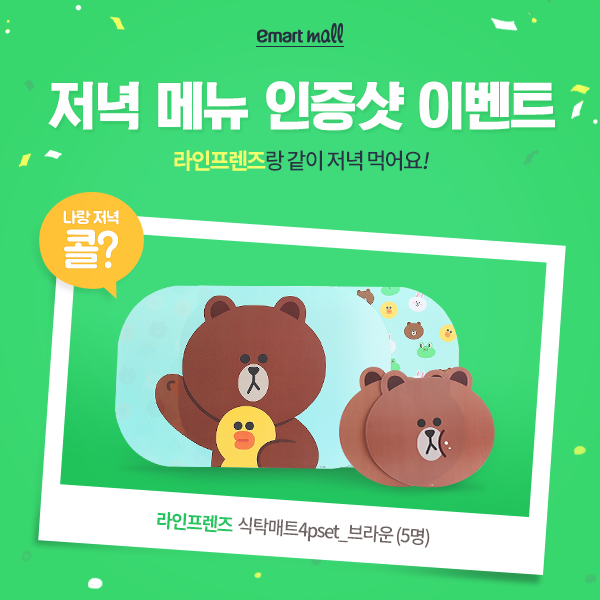 emart mall
저녁 메뉴 인증샷 이벤트
라인프렌즈랑 같이 저녁 먹어요!
나랑 저녁
콜?
라인프렌즈 식탁매트4pset_브라운 (5명)